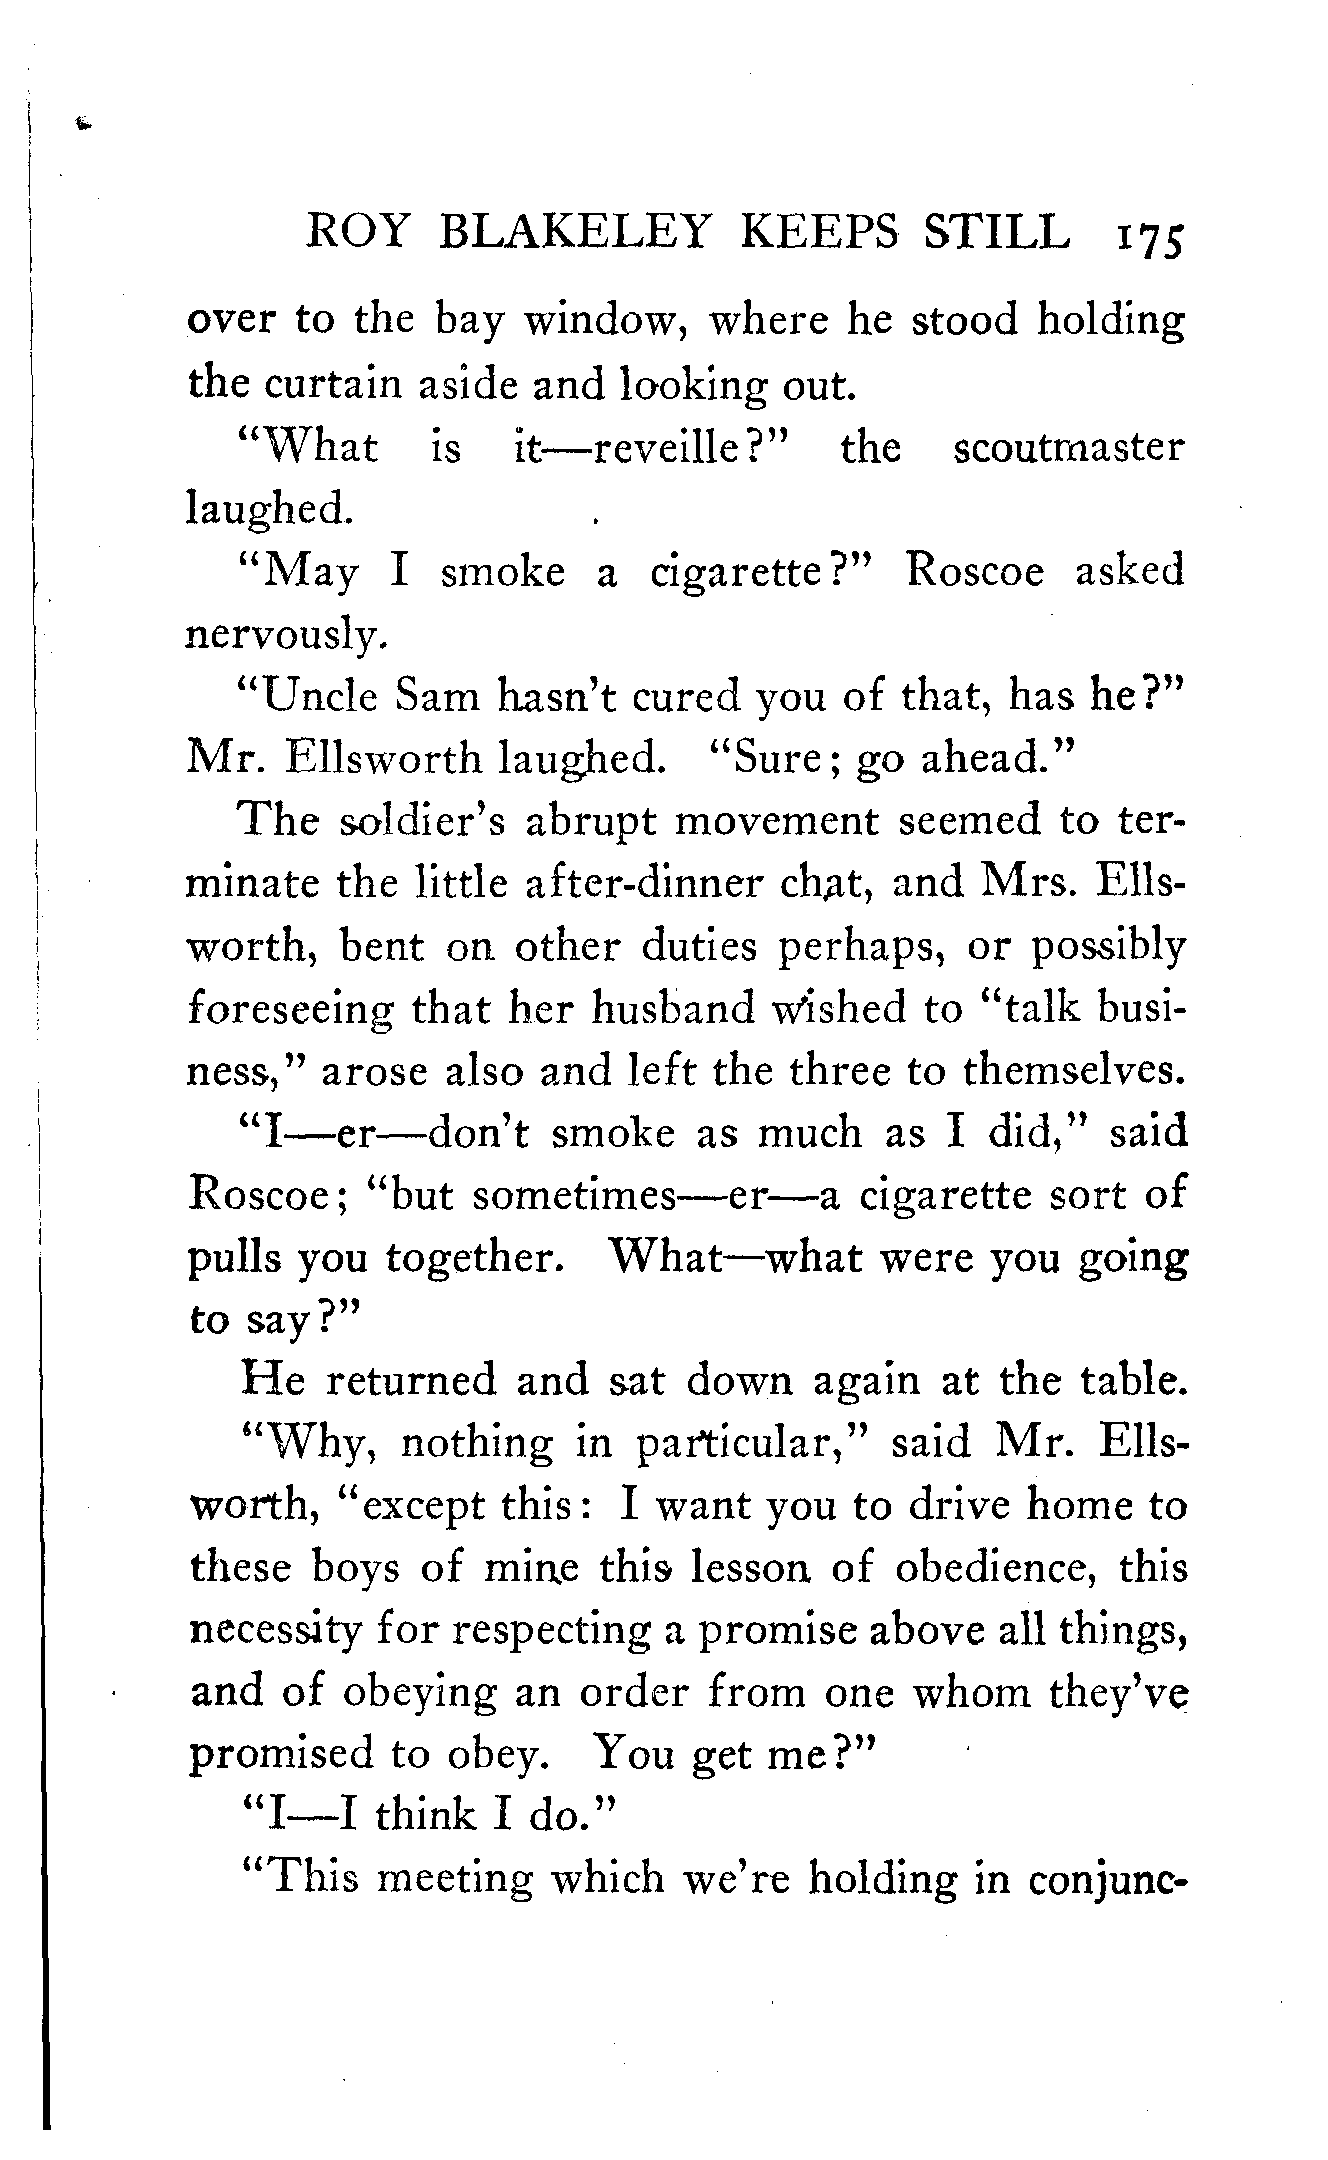 ROY BLAKELEY KEEPS STILL 175
over to the bay window, where he stood holding
the curtain aside and looking out.
"What is it—reveille?" the scoutmaster
laughed.
"May I smoke a cigarette?" Roscoe asked
nervously.
"Uncle Sam hasn't cured you of that, has he?"
Mr. Ellsworth laughed. "Sure; go ahead."
The soldier's abrupt movement seemed to ter-
minate the little after-dinner chat, and Mrs. Ells-
worth, bent on other duties perhaps, or possibly
foreseeing that her husband wished to "talk busi-
ness," arose also and left the three to themselves.
"I—er—don't smoke as much as I did," said
Roscoe; "but sometimes—er—a cigarette sort of
pulls you together. What—what were you going
to say?"
He returned and sat down again at the table.
"Why, nothing in particular," said Mr. Ells-
worth, "except this: I want you to drive home to
these boys of mine this lesson of obedience, this
necessity for respecting a promise above all things,
and of obeying an order from one whom they've
promised to obey. You get me?"
"I—I think I do."
"This meeting which we're holding in conjunc-